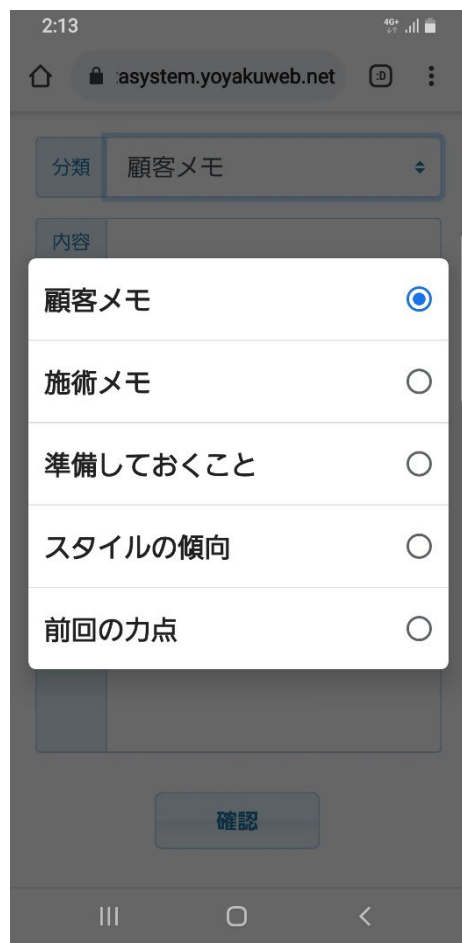 2:13
4G+
:asystem.yoyakuweb.net
:D
分類
顧客メモ
内容
顧客メモ
施術メモ
準備しておくこと
スタイルの傾向
前回の力点
確認